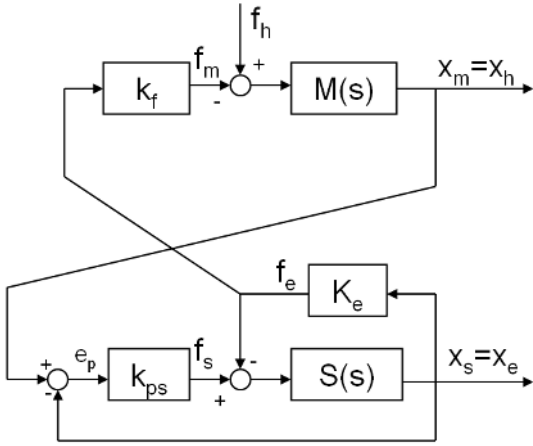 f_h
f_m
+
x_m=x_h
k_f
-
M(s)
f_e
K_e
+
e_p
f_s
-
x_s=x_e
-
k_ps
+
S(s)